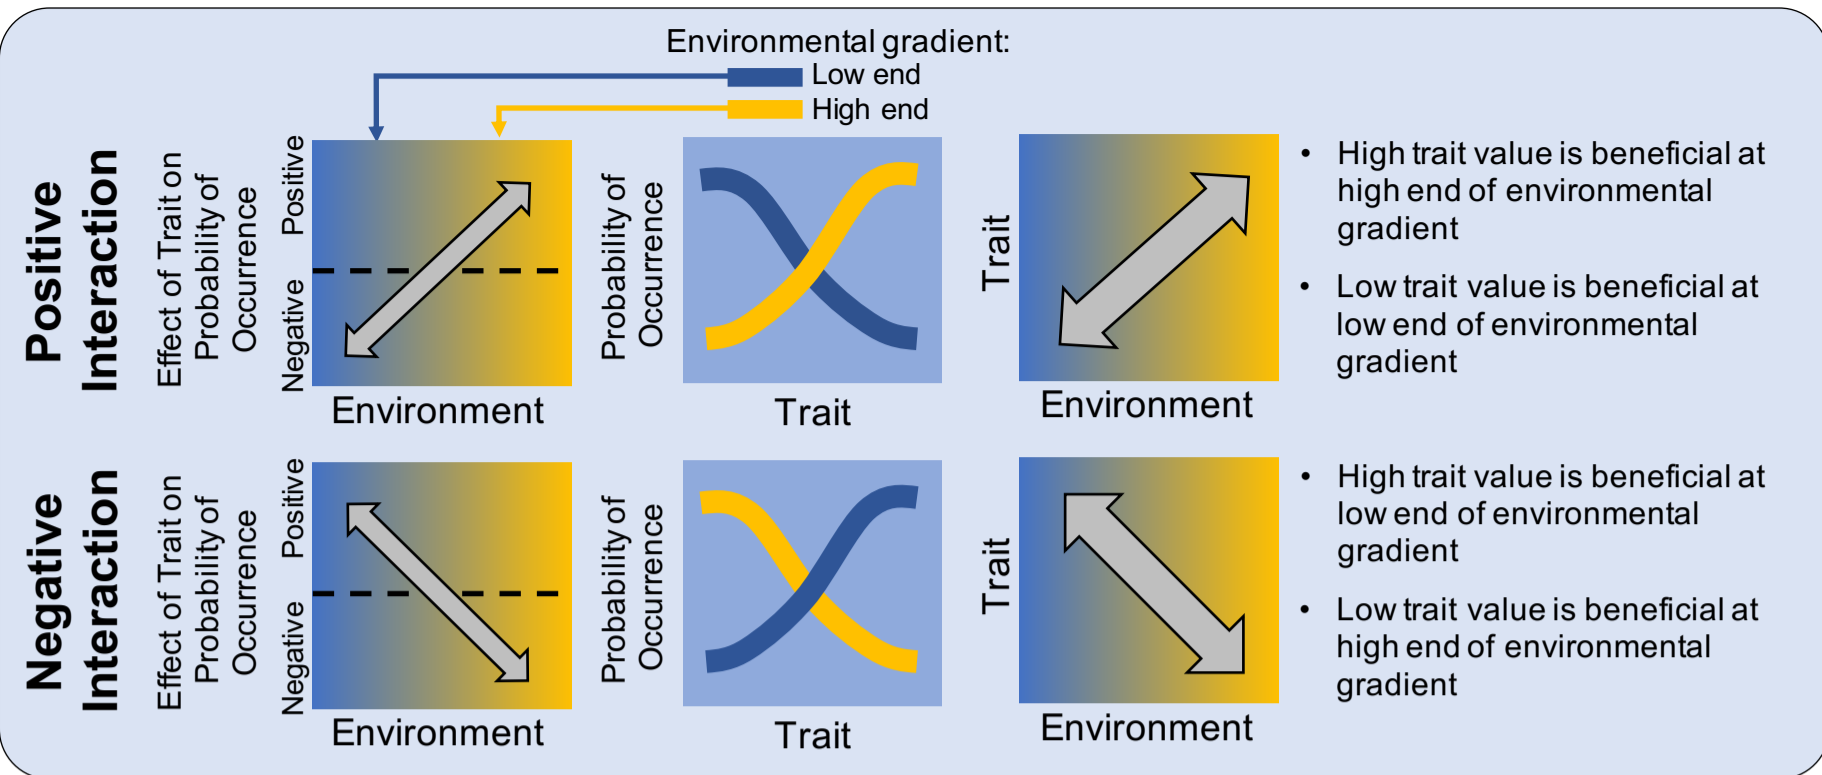 Environmental gradient:
Low end
High end
Positive
Interaction
Effect of Trait on
Probability of
Occurrence
Negative Positive
Environment
Probability of
Occurrence
Trait
Trait
Environment
• High trait value is beneficial at
high end of environmental
gradient
• Low trait value is beneficial at
low end of environmental
gradient
Negative
Interaction
Effect of Trait on
Probability of
Occurrence
Negative Positive
Environment
Probability of
Occurrence
Trait
Trait
Environment
• High trait value is beneficial at
low end of environmental
gradient
• Low trait value is beneficial at
high end of environmental
gradient